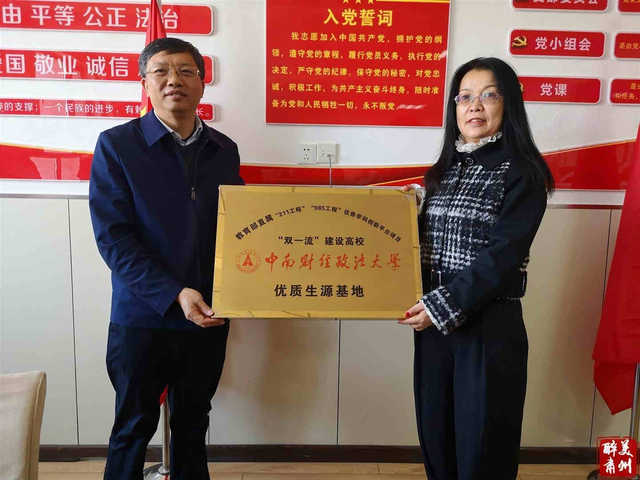 由 平等 公正 法治
国 敬业 诚信
的支撑；一个民族的进步，有
长。
入党誓词
我志愿加入中国共产党，拥护党的纲
领，遵守党的章程，履行党员义务，执行党的
决定，严守党的纪律，保守党的秘密，对党忠
诚，积极工作，为共产主义奋斗终身，随时准
备为党和人民牺牲一切，永不叛党。
党小组会
党课
教育部直属“211工程”“985工程”优势学科创新平台项目
“双一流”建设高校
中南财经政法大学
优质生源基地
醉美
肃州